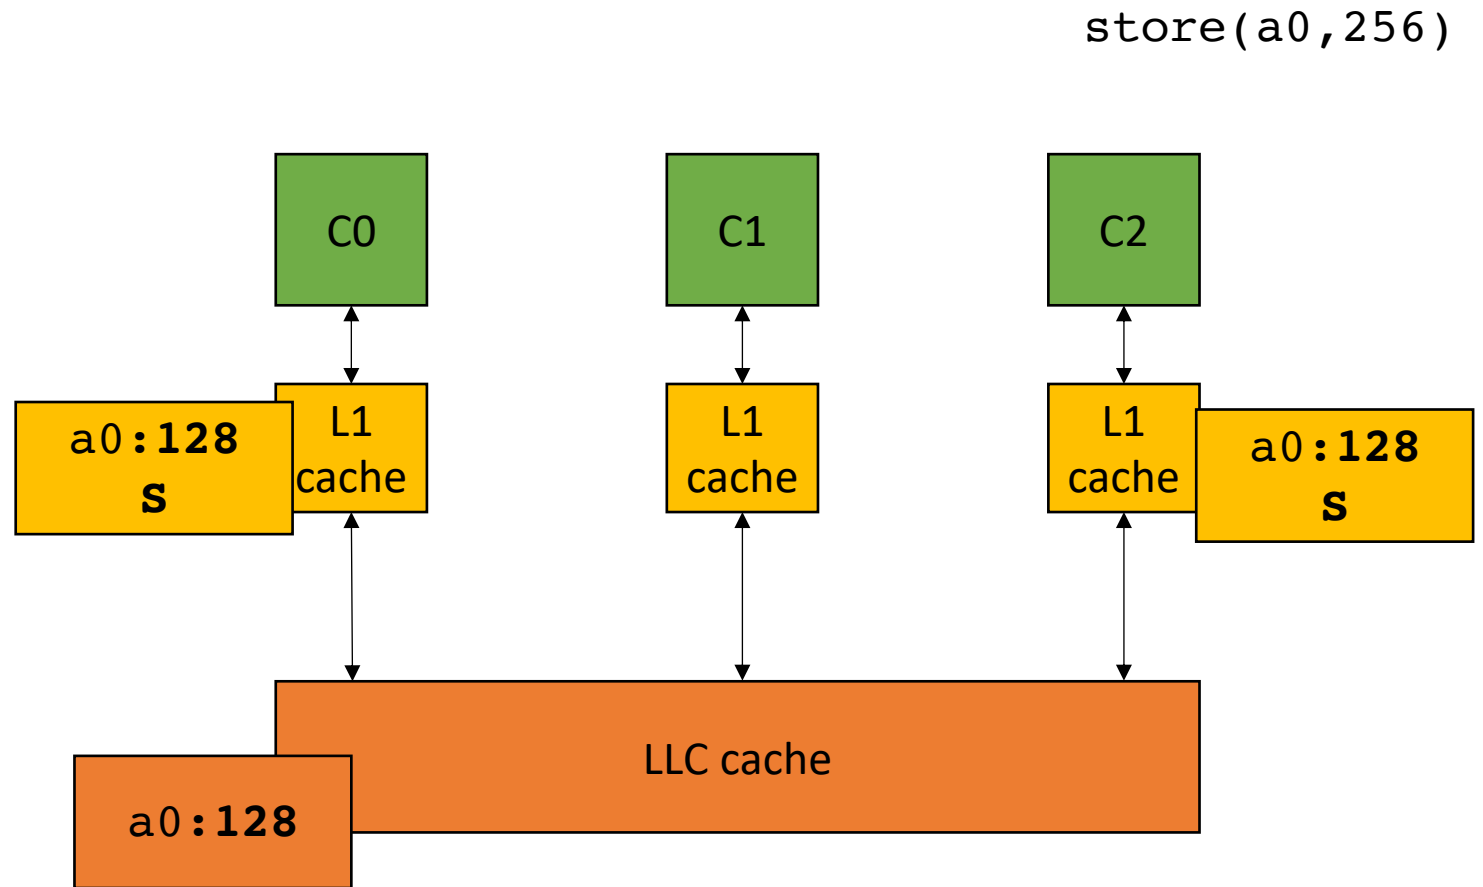 store(a0,256)
C0
C1
C2
a0:128
S
L1
cache
L1
cache
L1
cache
a0:128
S
LLC cache
a0:128